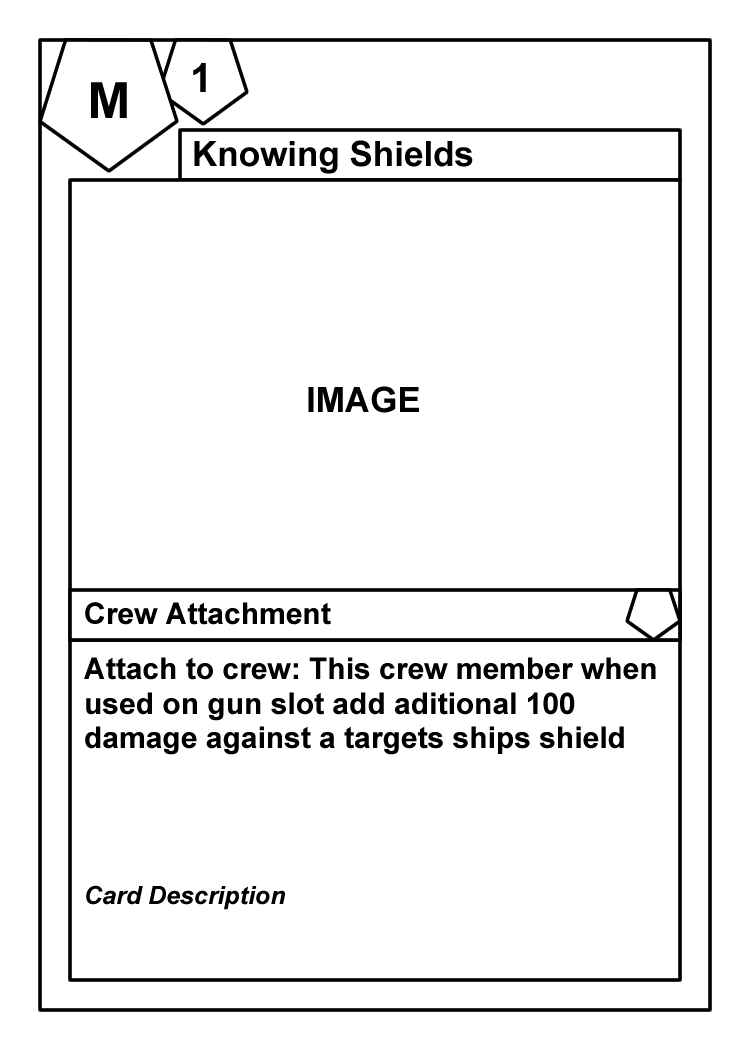 M
1
Knowing Shields
IMAGE
Crew Attachment
Attach to crew: This crew member when
used on gun slot add aditional 100
damage against a targets ships shield
Card Description